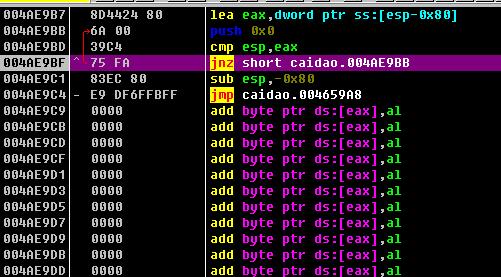 004AE9B7 8D4424 80 lea eax,dword ptr ss:[esp-0x80]
004AE9BB 6A 00 push 0x0
004AE9BD 39C4 cmp esp,eax
004AE9BF ^ 75 FA jnz short caidao.004AE9BB
004AE9C1 83EC 80 sub esp,-0x80
004AE9C4 - E9 DF6FFBFF jmp caidao.004659A8
004AE9C9 0000 add byte ptr ds:[eax],al
004AE9CB 0000 add byte ptr ds:[eax],al
004AE9CD 0000 add byte ptr ds:[eax],al
004AE9CF 0000 add byte ptr ds:[eax],al
004AE9D1 0000 add byte ptr ds:[eax],al
004AE9D3 0000 add byte ptr ds:[eax],al
004AE9D5 0000 add byte ptr ds:[eax],al
004AE9D7 0000 add byte ptr ds:[eax],al
004AE9D9 0000 add byte ptr ds:[eax],al
004AE9DB 0000 add byte ptr ds:[eax],al
004AE9DD 0000 add byte ptr ds:[eax],al